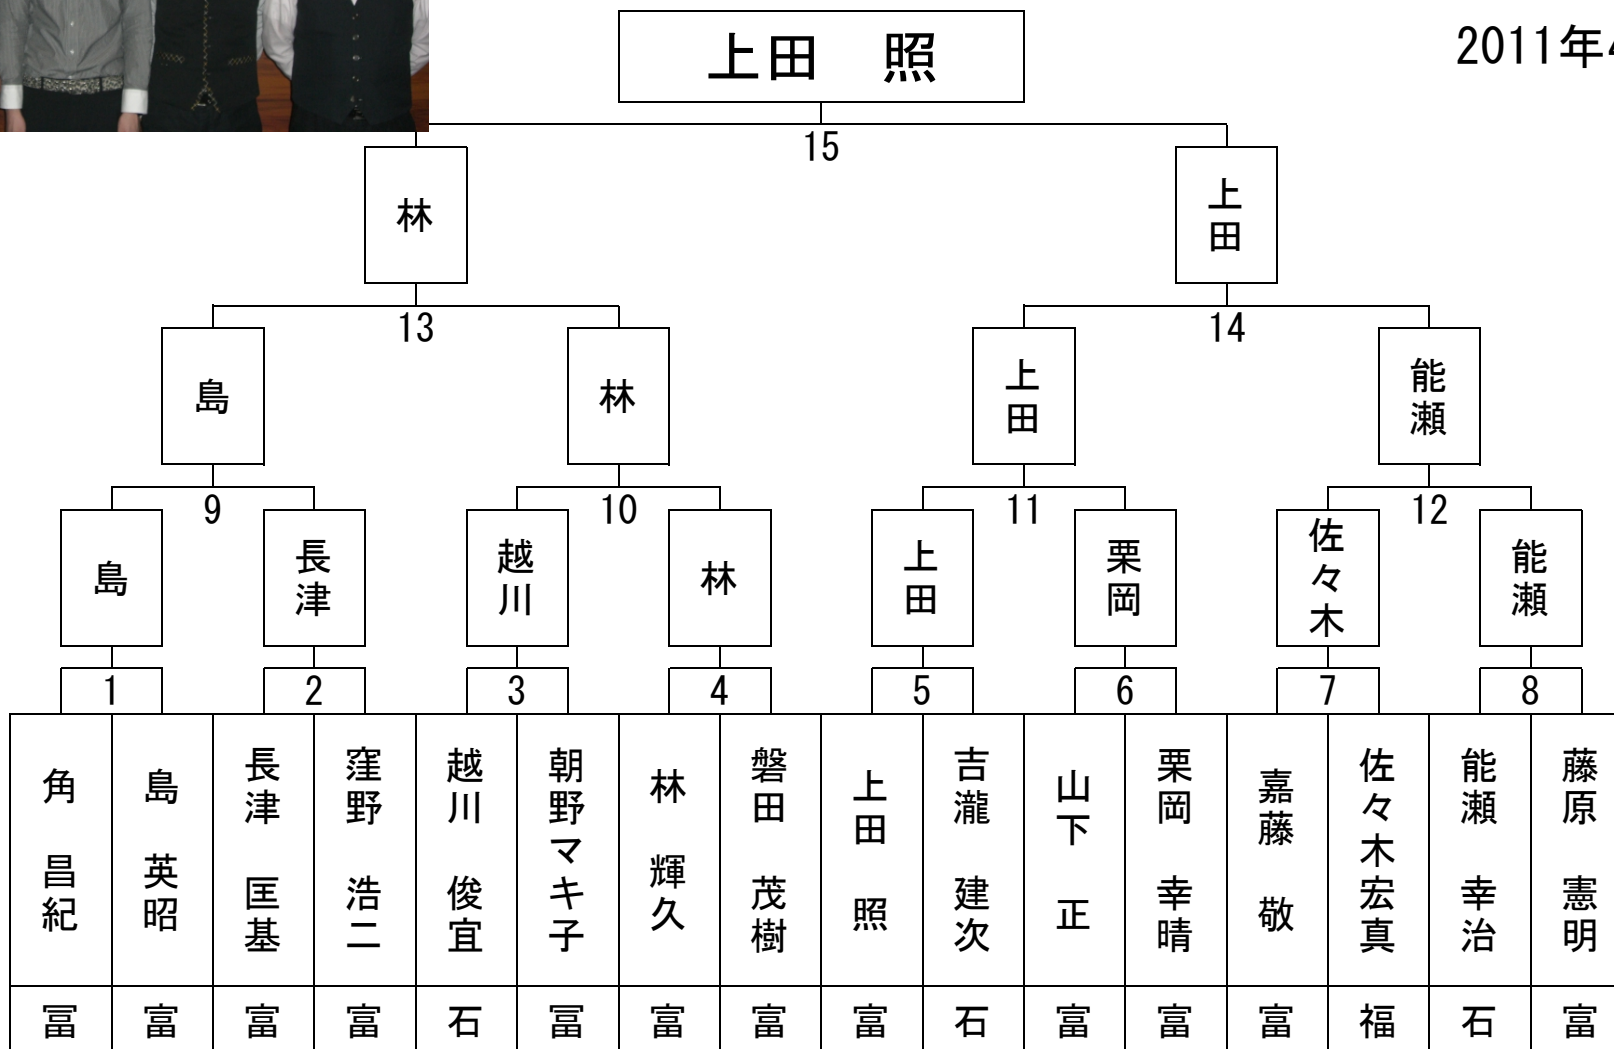 上田　照
2011年
15
林
上田
13
14
島
林
上田
能瀬
9
10
11
12
島
長津
越川
林
上田
栗岡
佐々木
能瀬
1
2
3
4
5
6
7
8
角　昌紀
島　英昭
長津　匡基
窪野　浩二
越川　俊宜
朝野マキ子
林　輝久
磐田　茂樹
上田　照
吉瀧　建次
山下　正
栗岡　幸晴
嘉藤　敬
佐々木宏真
能瀬　幸治
藤原　憲明
冨
富
富
富
石
冨
富
富
富
石
富
富
富
福
石
富